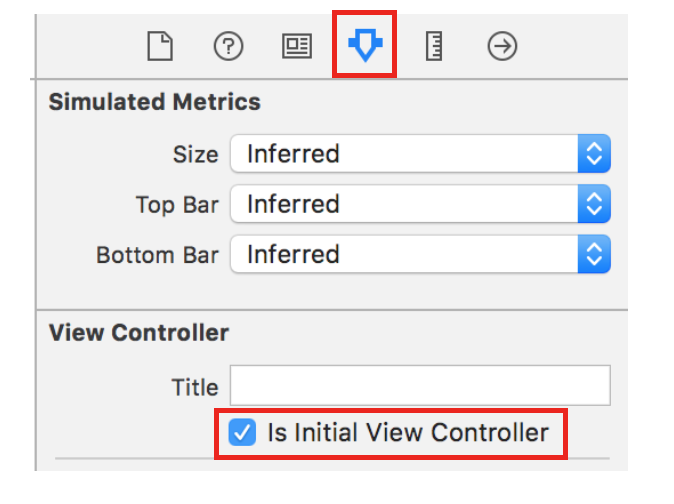 Simulated Metrics
Size Inferred
Top Bar Inferred
Bottom Bar Inferred
View Controller
Title
Is Initial View Controller